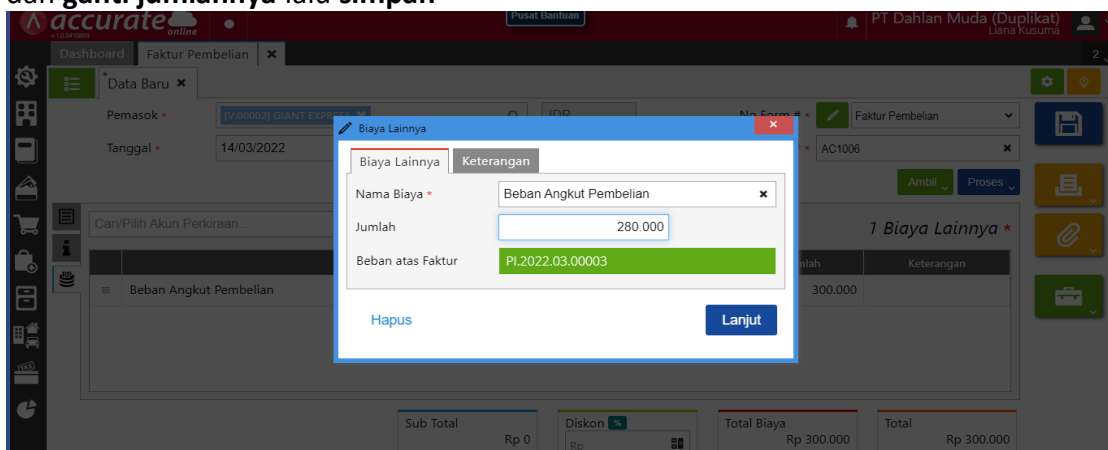 dan ganti jumlahnya lalu simpan
accurate online
Pusat Bantuan
PT Dahlan Muda (Duplikat)
Liana Kusuma
Dashboard Faktur Pembelian 2
*Data Baru
Pemasok * [V.00002] GIANT EXPRESS IDR No Form # * Faktur Pembelian
Tanggal * 14/03/2022 * AC1006
Ambil Proses
Cari/Pilih Akun Perkiraan... 1 Biaya Lainnya *
mlah Keterangan
Beban Angkut Pembelian 300.000
Biaya Lainnya
Biaya Lainnya Keterangan
Nama Biaya * Beban Angkut Pembelian
Jumlah 280.000
Beban atas Faktur PI.2022.03.00003
Hapus Lanjut
Sub Total Diskon % Total Biaya Total
Rp 0 Rp Rp 300.000 Rp 300.000